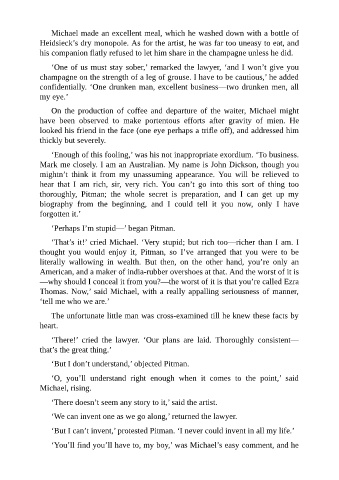 Michael made an excellent meal, which he washed down with a bottle of
Heidsieck's dry monopole. As for the artist, he was far too uneasy to eat, and
his companion flatly refused to let him share in the champagne unless he did.
‘One of us must stay sober,’ remarked the lawyer, ‘and I won't give you
champagne on the strength of a leg of grouse. I have to be cautious,’ he added
confidentially. ‘One drunken man, excellent business—two drunken men, all
my eye.’
On the production of coffee and departure of the waiter, Michael might
have been observed to make portentous efforts after gravity of mien. He
looked his friend in the face (one eye perhaps a trifle off), and addressed him
thickly but severely.
‘Enough of this fooling,’ was his not inappropriate exordium. ‘To business.
Mark me closely. I am an Australian. My name is John Dickson, though you
mightn't think it from my unassuming appearance. You will be relieved to
hear that I am rich, sir, very rich. You can't go into this sort of thing too
thoroughly, Pitman; the whole secret is preparation, and I can get up my
biography from the beginning, and I could tell it you now, only I have
forgotten it.’
‘Perhaps I'm stupid—’ began Pitman.
‘That's it!’ cried Michael. ‘Very stupid; but rich too—richer than I am. I
thought you would enjoy it, Pitman, so I've arranged that you were to be
literally wallowing in wealth. But then, on the other hand, you're only an
American, and a maker of india-rubber overshoes at that. And the worst of it is
—why should I conceal it from you?—the worst of it is that you're called Ezra
Thomas. Now,’ said Michael, with a really appalling seriousness of manner,
‘tell me who we are.’
The unfortunate little man was cross-examined till he knew these facts by
heart.
‘There!’ cried the lawyer. ‘Our plans are laid. Thoroughly consistent—
that's the great thing.’
‘But I don't understand,’ objected Pitman.
‘O, you'll understand right enough when it comes to the point,’ said
Michael, rising.
‘There doesn't seem any story to it,’ said the artist.
‘We can invent one as we go along,’ returned the lawyer.
‘But I can't invent,’ protested Pitman. ‘I never could invent in all my life.’
‘You'll find you'll have to, my boy,’ was Michael's easy comment, and he